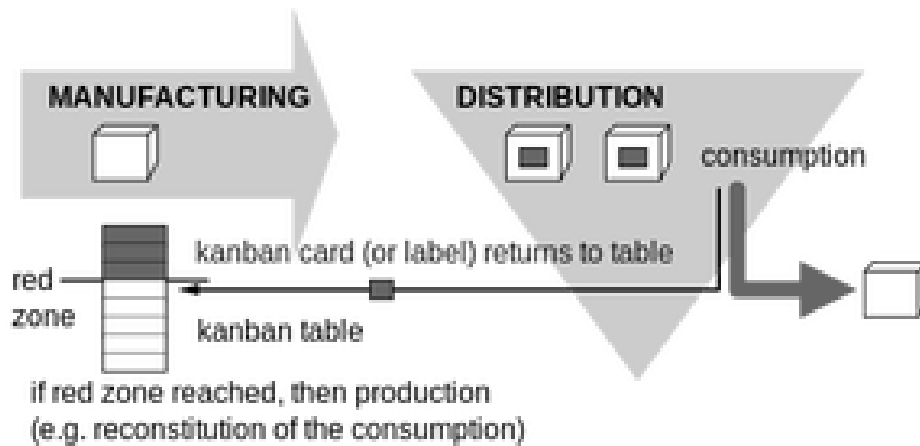 MANUFACTURING
DISTRIBUTION
consumption
kanban card (or label) returns to table
red
zone
kanban table
if red zone reached, then production
(e.g. reconstitution of the consumption)